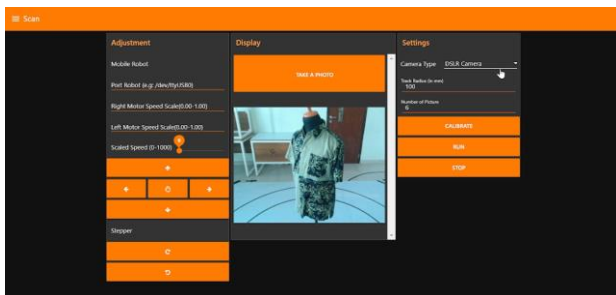 Scan
Adjustment
Mobile Robot
Port Robot (e.g: /dev/ttyUSB0)
Right Motor Speed Scale(0.00-1.00)
Left Motor Speed Scale(0.00-1.00)
Scaled Speed (0-1000)
Stepper
Display
TAKE A PHOTO
Settings
Camera Type DSLR Camera
Track Radius (in mm)
100
Number of Picture
6
CALIBRATE
RUN
STOP